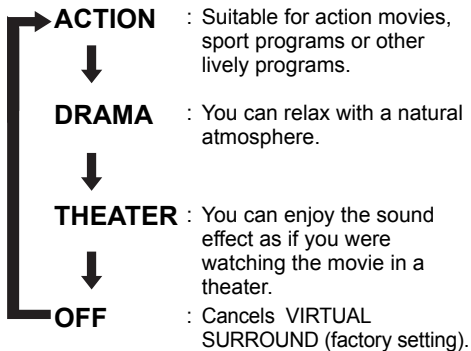 ACTION : Suitable for action movies,
sport programs or other
lively programs.
DRAMA : You can relax with a natural
atmosphere.
THEATER : You can enjoy the sound
effect as if you were
watching the movie in a
theater.
OFF : Cancels VIRTUAL
SURROUND (factory setting).